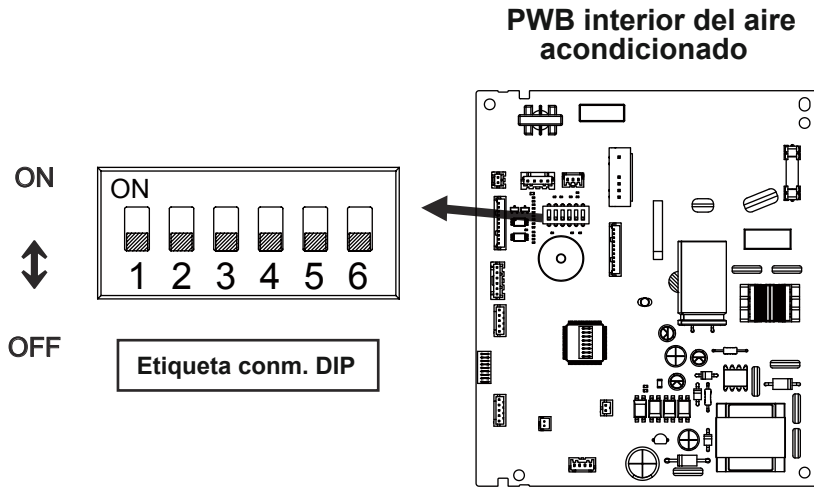 PWB interior del aire
acondicionado
ON
ON
1 2 3 4 5 6
OFF
Etiqueta conm. DIP